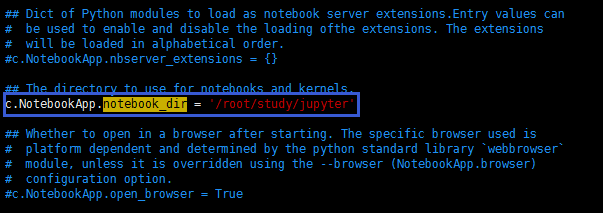 ## Dict of Python modules to load as notebook server extensions.Entry values can
#  be used to enable and disable the loading ofthe extensions. The extensions
#  will be loaded in alphabetical order.
#c.NotebookApp.nbserver_extensions = {}
## The directory to use for notebooks and kernels.
c.NotebookApp.notebook_dir = '/root/study/jupyter'
## Whether to open in a browser after starting. The specific browser used is
#  platform dependent and determined by the python standard library `webbrowser`
#  module, unless it is overridden using the --browser (NotebookApp.browser)
#  configuration option.
#c.NotebookApp.open_browser = True